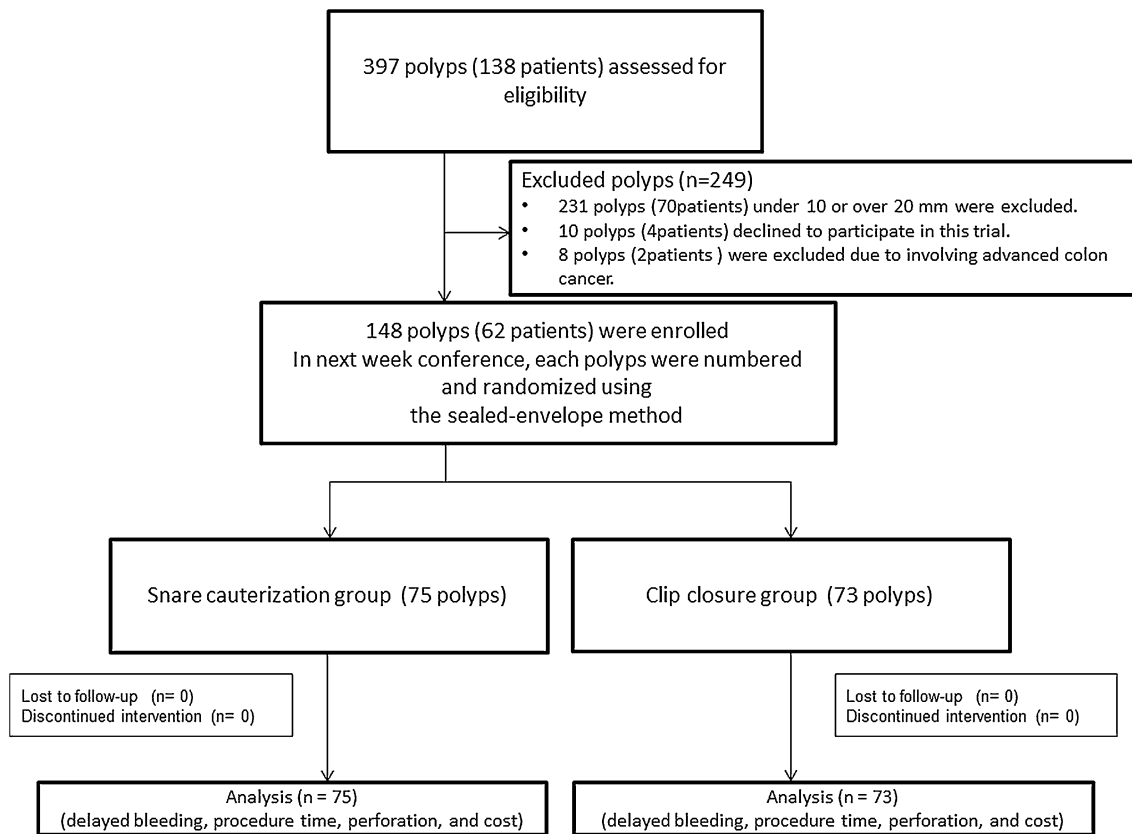 397 polyps (138 patients) assessed for
eligibility
Excluded polyps (n=249)
• 231 polyps (70patients) under 10 or over 20 mm were excluded.
• 10 polyps (4patients) declined to participate in this trial.
• 8 polyps (2patients ) were excluded due to involving advanced colon
cancer.
148 polyps (62 patients) were enrolled
In next week conference, each polyps were numbered
and randomized using
the sealed-envelope method
Snare cauterization group (75 polyps)
Clip closure group (73 polyps)
Lost to follow-up (n= 0)
Discontinued intervention (n= 0)
Lost to follow-up (n= 0)
Discontinued intervention (n= 0)
Analysis (n = 75)
(delayed bleeding, procedure time, perforation, and cost)
Analysis (n = 73)
(delayed bleeding, procedure time, perforation, and cost)